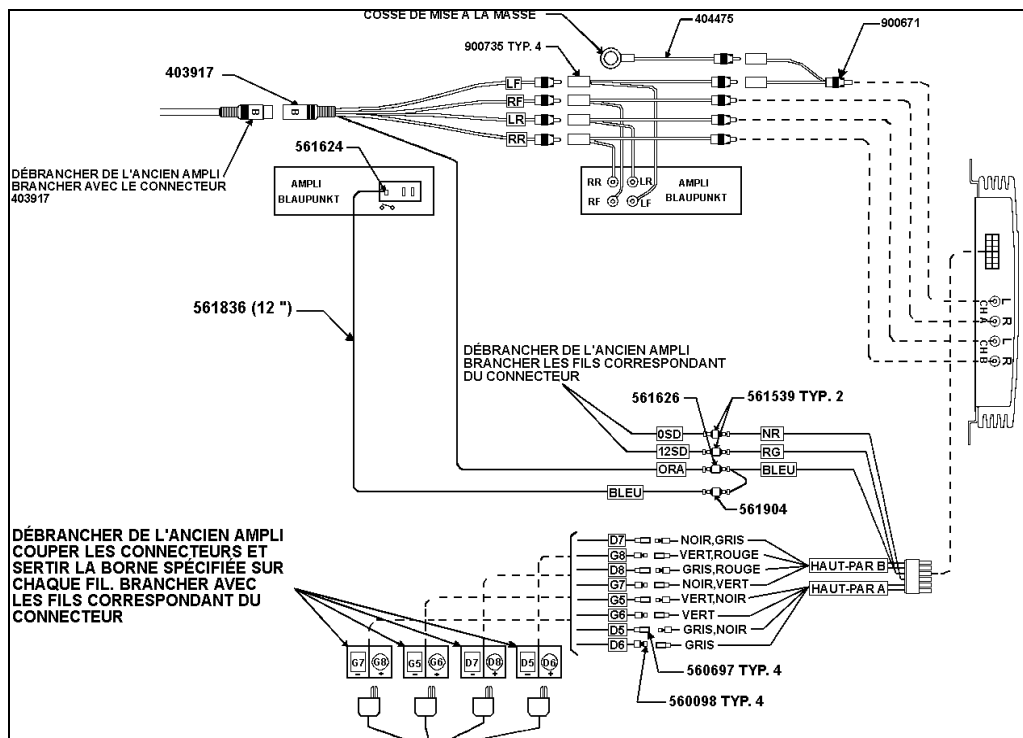 COSSE DE MISE A LA MASSE
404475
900671
900735 TYP. 4
403917
LF
RF
LR
RR
B
B
561624
DÉBRANCHER DE L'ANCIEN AMPLI
BRANCHER AVEC LE CONNECTEUR
403917
AMPLI
BLAUPUNKT
RR
LR
RF
LF
AMPLI
BLAUPUNKT
561836 (12 ")
L
R
CH A
L
R
CH B
DÉBRANCHER DE L'ANCIEN AMPLI
BRANCHER LES FILS CORRESPONDANT
DU CONNECTEUR
561626
561539 TYP. 2
0SD
NR
12SD
RG
ORA
BLEU
BLEU
561904
DÉBRANCHER DE L'ANCIEN AMPLI
COUPER LES CONNECTEURS ET
SERTIR LA BORNE SPÉCIFIÉE SUR
CHAQUE FIL. BRANCHER AVEC
LES FILS CORRESPONDANT DU
CONNECTEUR
D7 NOIR,GRIS
G8 VERT,ROUGE
D8 GRIS,ROUGE
G7 NOIR,VERT
G5 VERT,NOIR
G6 VERT
D5 GRIS,NOIR
D6 GRIS
HAUT-PAR B
HAUT-PAR A
G7 G8
- +
G5 G6
- +
D7 D8
- +
D5 D6
- +
560697 TYP. 4
560098 TYP. 4